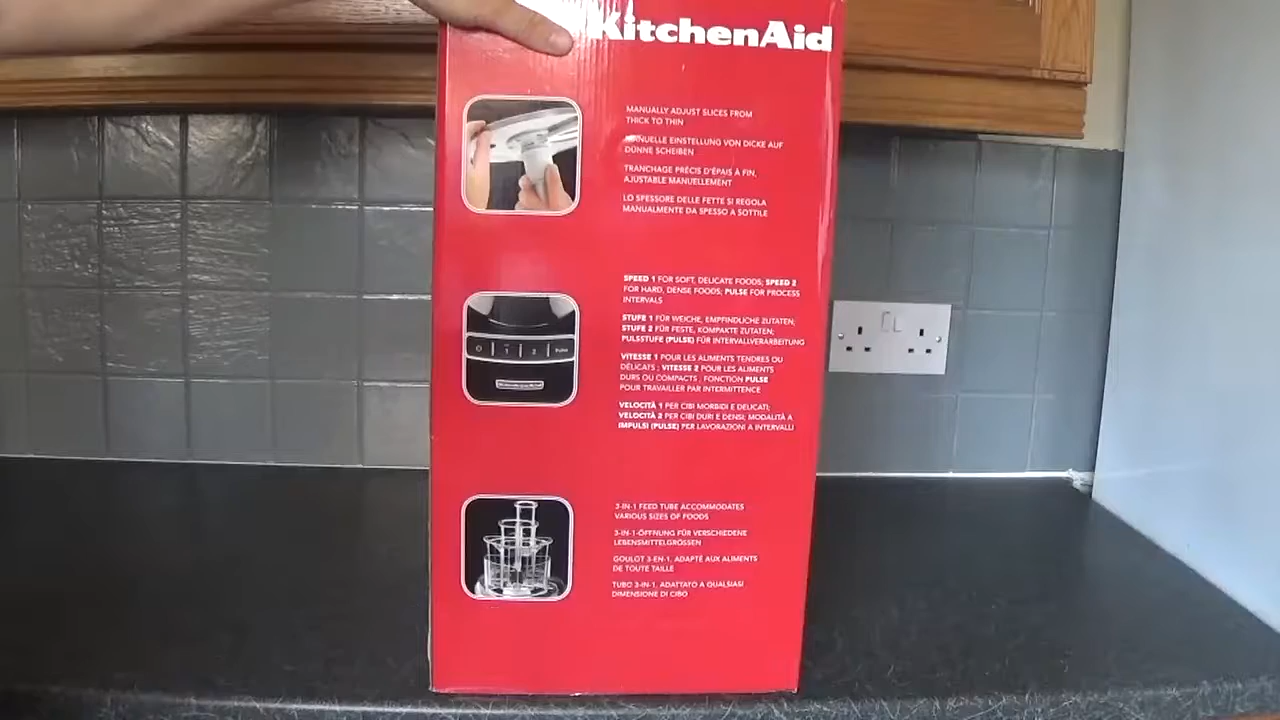 KitchenAid
MANUALLY ADJUST SLICES FROM
THICK TO THIN
MANUELLE EINSTELLUNG VON DICKE AUF
DÜNNE SCHEIBEN
TRANCHAGE PRÉCIS D'ÉPAIS À FIN,
AJUSTABLE MANUELLEMENT
LO SPESSORE DELLE FETTE SI REGOLA
MANUALMENTE DA SPESSO A SOTTILE
SPEED 1 FOR SOFT, DELICATE FOODS; SPEED 2
FOR HARD, DENSE FOODS; PULSE FOR PROCESS
INTERVALS
STUFE 1 FÜR WEICHE, EMPFINDLICHE ZUTATEN;
STUFE 2 FÜR FESTE, KOMPAKTE ZUTATEN;
PULSSTUFE (PULSE) FÜR INTERVALLVERARBEITUNG
VITESSE 1 POUR LES ALIMENTS TENDRES OU
DÉLICATS ; VITESSE 2 POUR LES ALIMENTS
DURS OU COMPACTS ; FONCTION PULSE
POUR TRAVAILLER PAR INTERMITTENCE
VELOCITÀ 1 PER CIBI MORBIDI E DELICATI;
VELOCITÀ 2 PER CIBI DURI E DENSI; MODALITÀ A
IMPULSI (PULSE) PER LAVORAZIONI A INTERVALLI
1 2 Pulse
3-IN-1 FEED TUBE ACCOMMODATES
VARIOUS SIZES OF FOODS
3-IN-1-ÖFFNUNG FÜR VERSCHIEDENE
LEBENSMITTELGRÖSSEN
GOULOT 3-EN-1, ADAPTÉ AUX ALIMENTS
DE TOUTE TAILLE
TUBO 3-IN-1, ADATTATO A QUALSIASI
DIMENSIONE DI CIBO